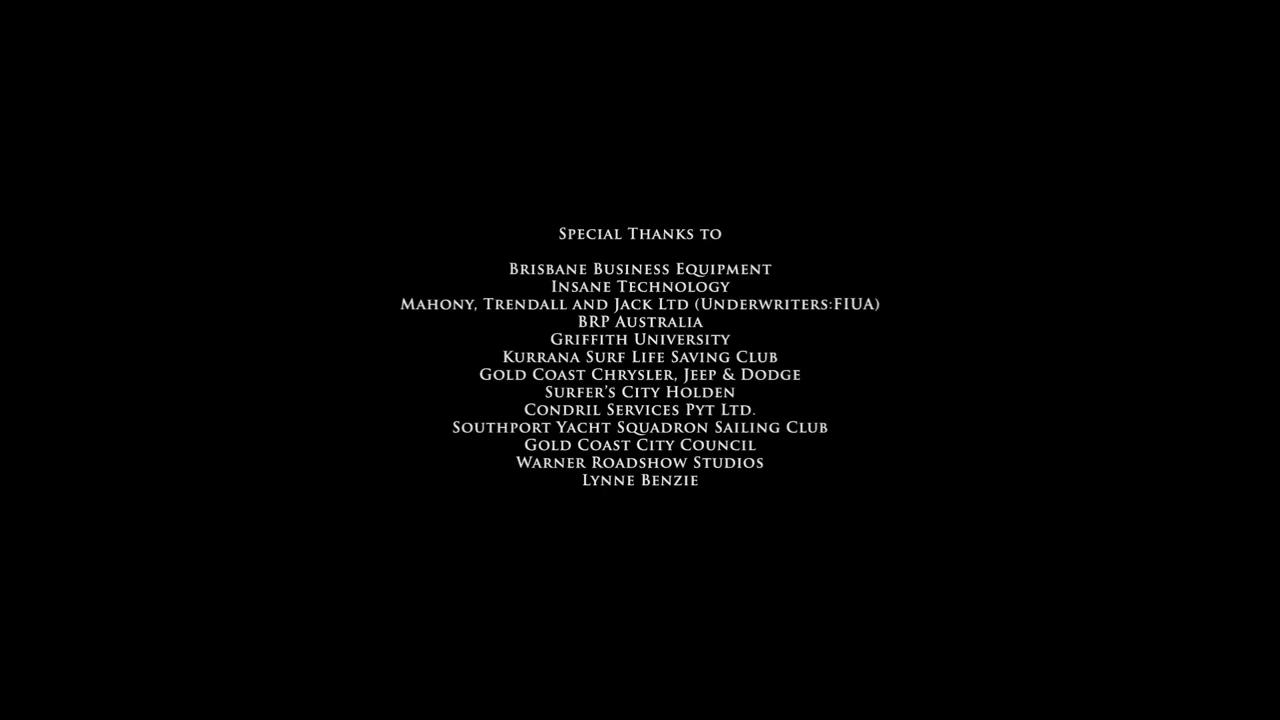 Special Thanks to
Brisbane Business Equipment
Insane Technology
Mahony, Trendall and Jack Ltd (Underwriters:FIUA)
BRP Australia
Griffith University
Kurrana Surf Life Saving Club
Gold Coast Chrysler, Jeep & Dodge
Surfer's City Holden
Condril Services Pyt Ltd.
Southport Yacht Squadron Sailing Club
Gold Coast City Council
Warner Roadshow Studios
Lynne Benzie